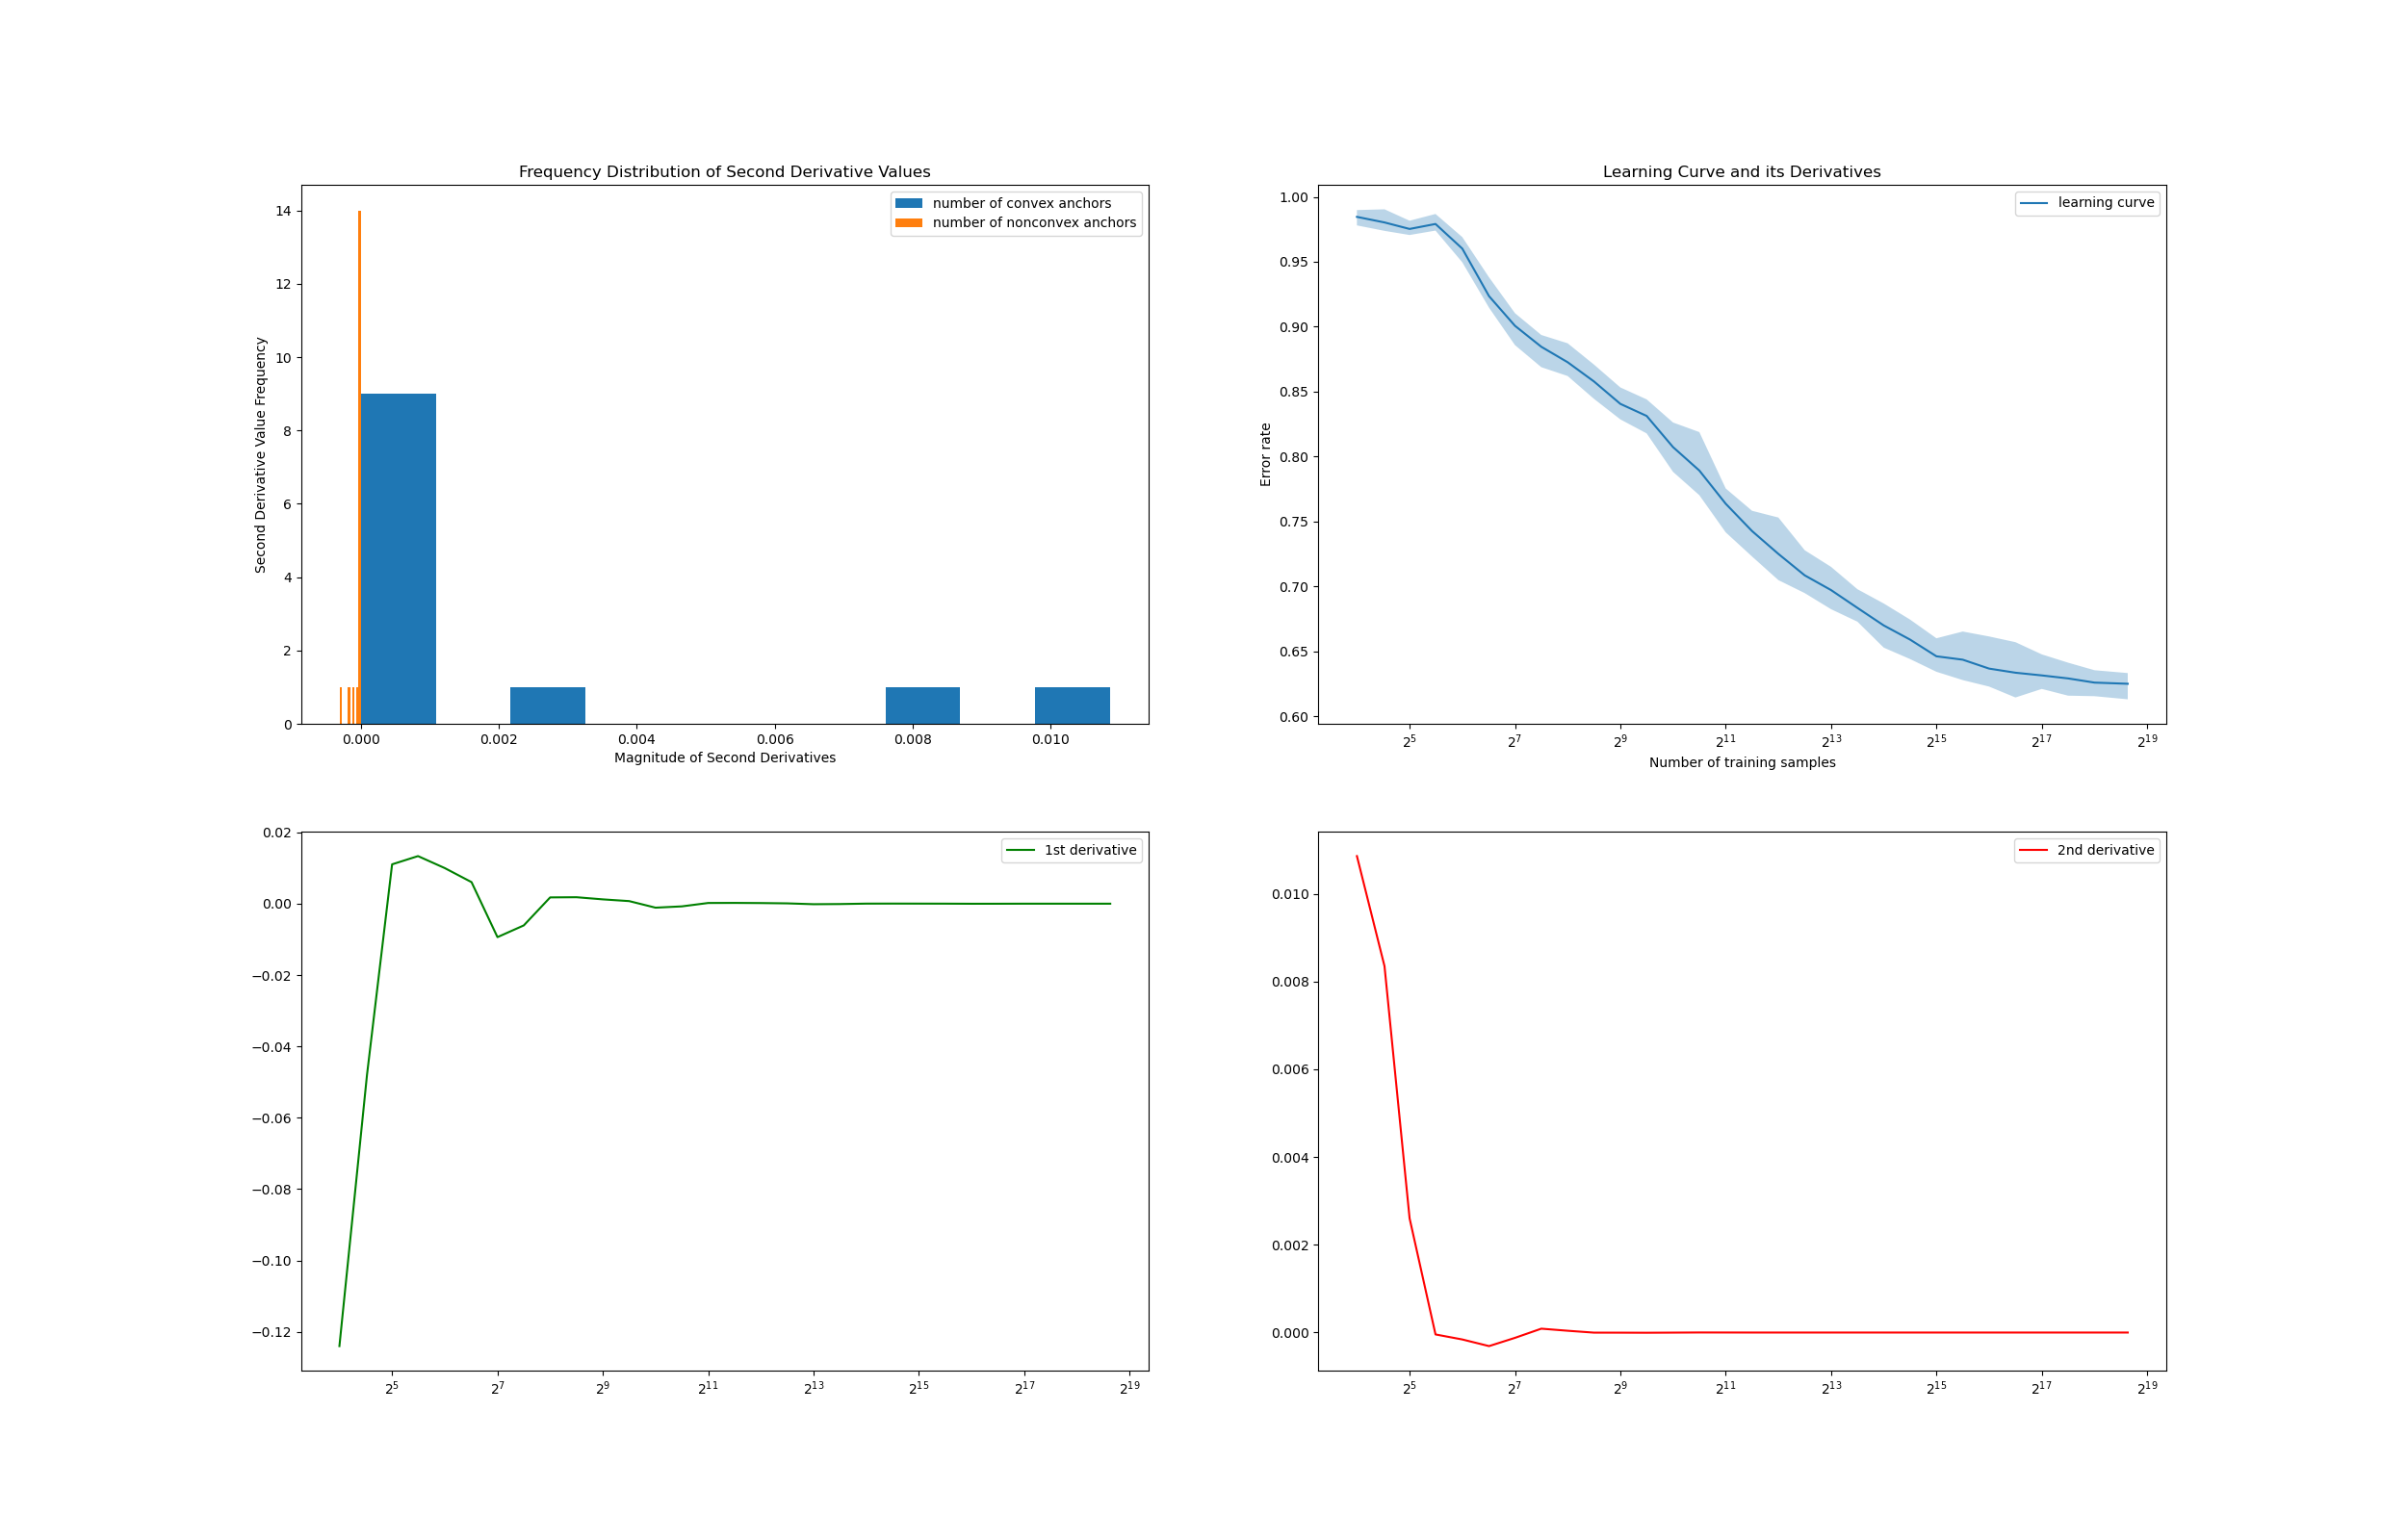 Frequency Distribution of Second Derivative Values
number of convex anchors
number of nonconvex anchors
Second Derivative Value Frequency
14
12
10
8
6
4
2
0
0.000 0.002 0.004 0.006 0.008 0.010
Magnitude of Second Derivatives
Learning Curve and its Derivatives
learning curve
Error rate
1.00
0.95
0.90
0.85
0.80
0.75
0.70
0.65
0.60
2^5 2^7 2^9 2^11 2^13 2^15 2^17 2^19
Number of training samples
1st derivative
0.02
0.00
−0.02
−0.04
−0.06
−0.08
−0.10
−0.12
2^5 2^7 2^9 2^11 2^13 2^15 2^17 2^19
2nd derivative
0.010
0.008
0.006
0.004
0.002
0.000
2^5 2^7 2^9 2^11 2^13 2^15 2^17 2^19